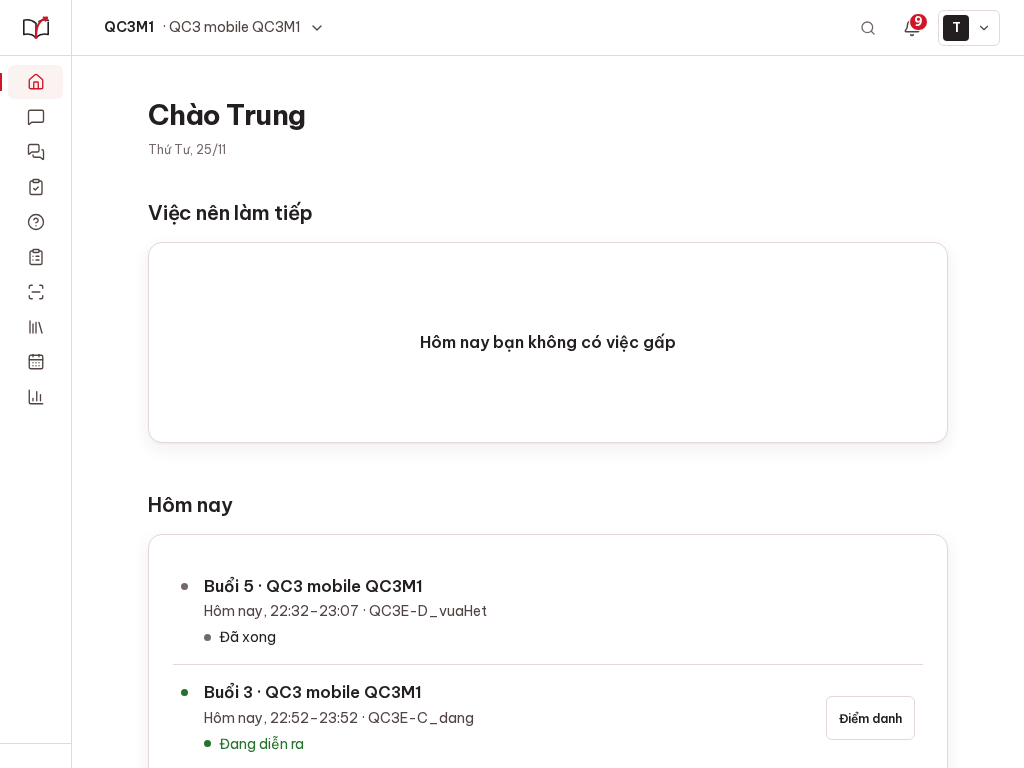 QC3M1 · QC3 mobile QC3M1
9
T
Chào Trung
Thứ Tư, 25/11
Việc nên làm tiếp
Hôm nay bạn không có việc gấp
Hôm nay
Buổi 5 · QC3 mobile QC3M1
Hôm nay, 22:32–23:07 · QC3E-D_vuaHet
Đã xong
Buổi 3 · QC3 mobile QC3M1
Hôm nay, 22:52–23:52 · QC3E-C_dang
Điểm danh
Đang diễn ra